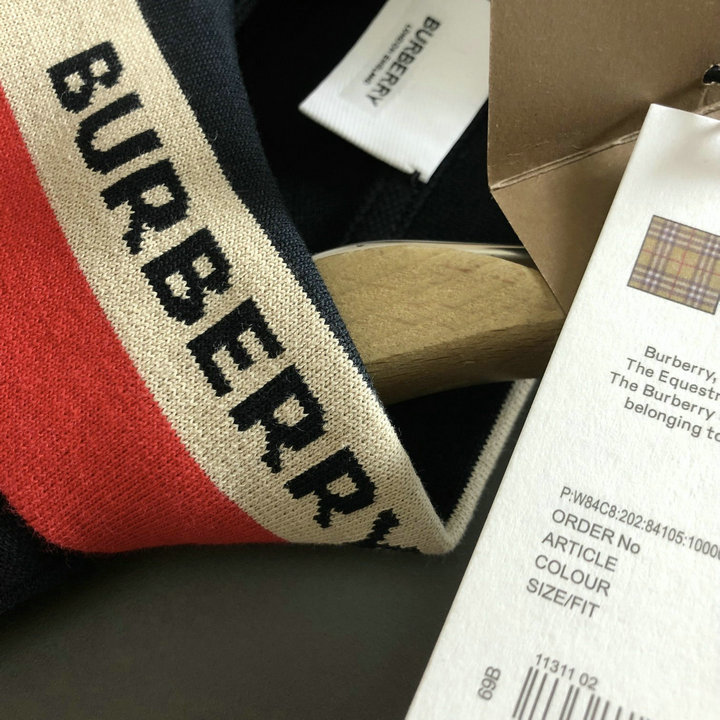 BURBERRY
BURBERRY
LONDON ENGLAND
Burberry,
The Equestr
The Burberry
belonging to
P:W84C8:202:84105:1000
ORDER No
ARTICLE
COLOUR
SIZE/FIT
69B
11311 02